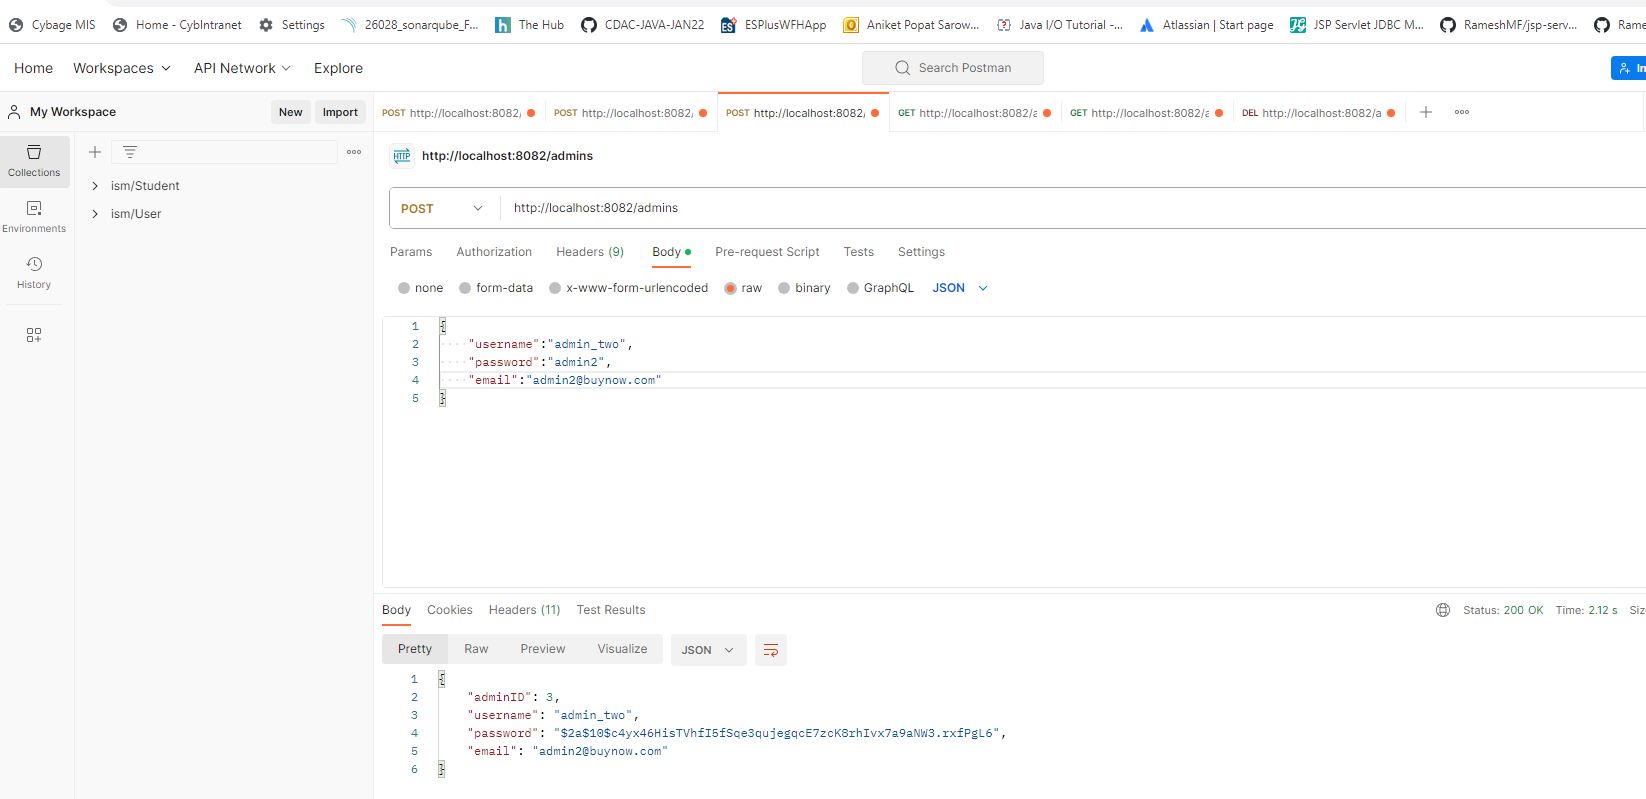 Cybage MIS Home - CybIntranet Settings 26028_sonarqube_F... The Hub CDAC-JAVA-JAN22 ESPlusWFHApp Aniket Popat Sarow... Java I/O Tutorial -... Atlassian | Start page JSP Servlet JDBC M... RameshMF/jsp-serv... Rame
Home Workspaces API Network Explore Search Postman In
My Workspace New Import POST http://localhost:8082/ POST http://localhost:8082/ POST http://localhost:8082/ GET http://localhost:8082/a GET http://localhost:8082/a DEL http://localhost:8082/a
Collections
Environments
History
ism/Student
ism/User
HTTP http://localhost:8082/admins
POST http://localhost:8082/admins
Params Authorization Headers (9) Body Pre-request Script Tests Settings
none form-data x-www-form-urlencoded raw binary GraphQL JSON
1 {
2 "username":"admin_two",
3 "password":"admin2",
4 "email":"admin2@buynow.com"
5 }
Body Cookies Headers (11) Test Results Status: 200 OK Time: 2.12 s Siz
Pretty Raw Preview Visualize JSON
1 {
2 "adminID": 3,
3 "username": "admin_two",
4 "password": "$2a$10$c4yx46HisTVhfI5fSqe3qujegqcE7zcK8rhIvx7a9aNW3.rxfPgL6",
5 "email": "admin2@buynow.com"
6 }